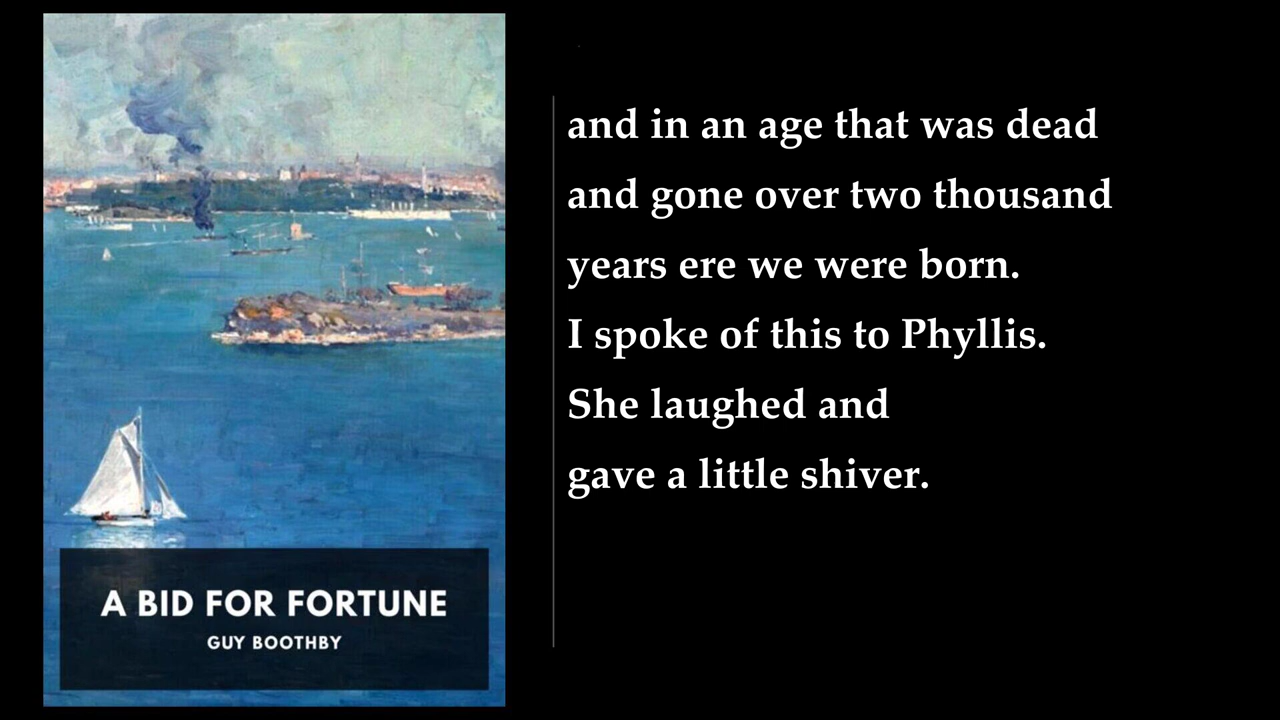 A BID FOR FORTUNE
GUY BOOTHBY
and in an age that was dead
and gone over two thousand
years ere we were born.
I spoke of this to Phyllis.
She laughed and
gave a little shiver.